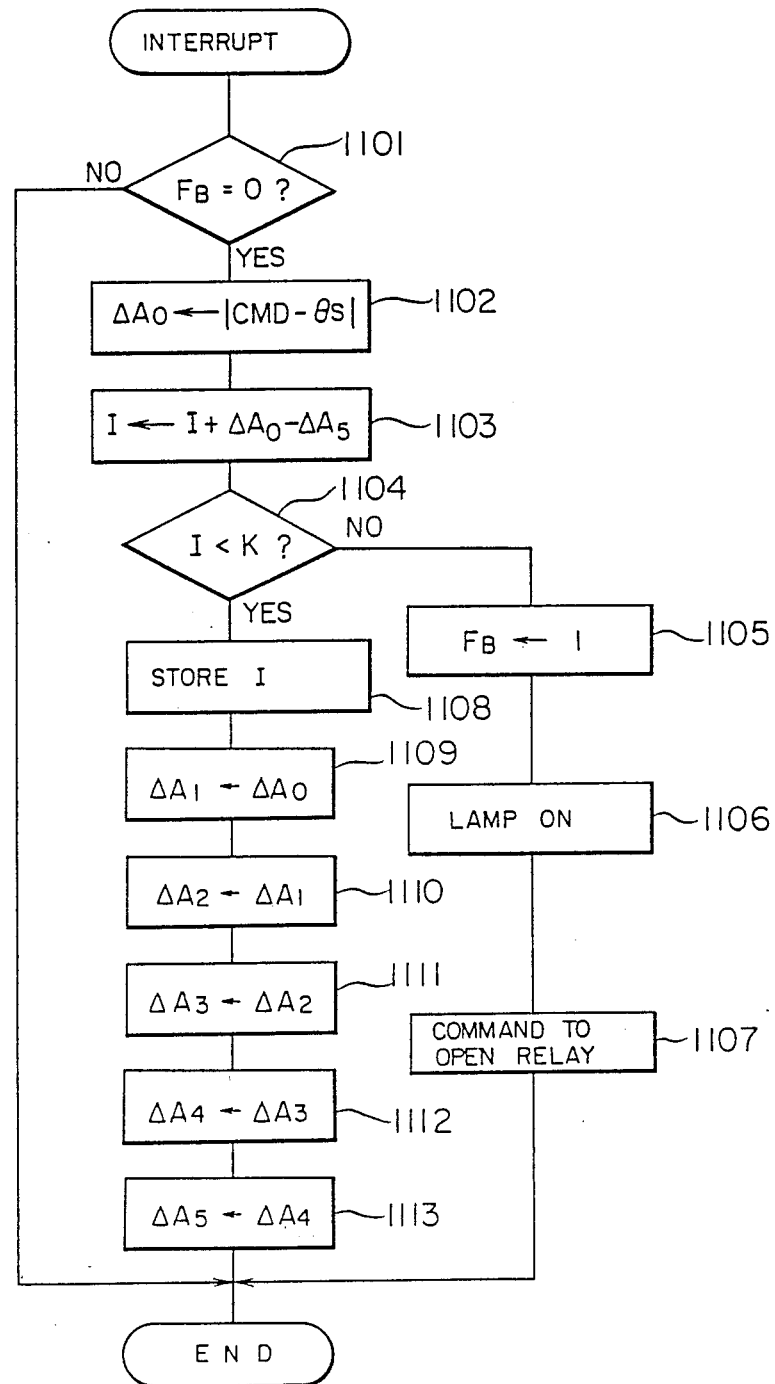 INTERRUPT
1101
NO
FB = 0 ?
YES
ΔA0 ← |CMD - θs|
1102
I ← I + ΔA0 - ΔA5
1103
1104
I < K ?
NO
YES
FB ← 1
1105
STORE I
1108
1109
ΔA1 ← ΔA0
LAMP ON
1106
ΔA2 ← ΔA1
1110
1111
ΔA3 ← ΔA2
COMMAND TO
OPEN RELAY
1107
ΔA4 ← ΔA3
1112
ΔA5 ← ΔA4
1113
END